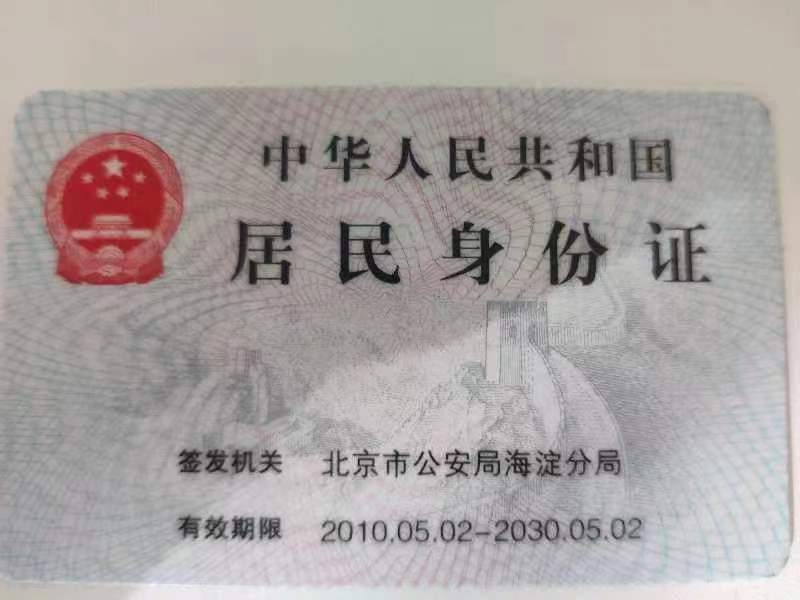 中华人民共和国
居民身份证
签发机关 北京市公安局海淀分局
有效期限 2010.05.02-2030.05.02